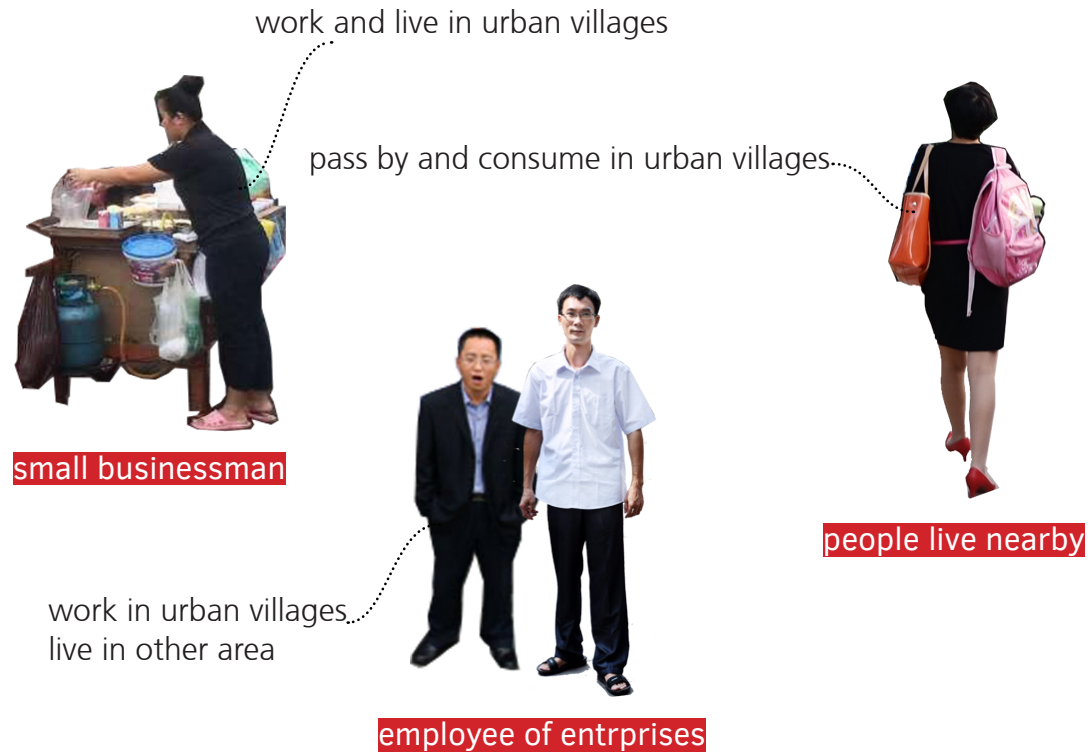 work and live in urban villages
pass by and consume in urban villages
small businessman
people live nearby
work in urban villages
live in other area
employee of entrprises